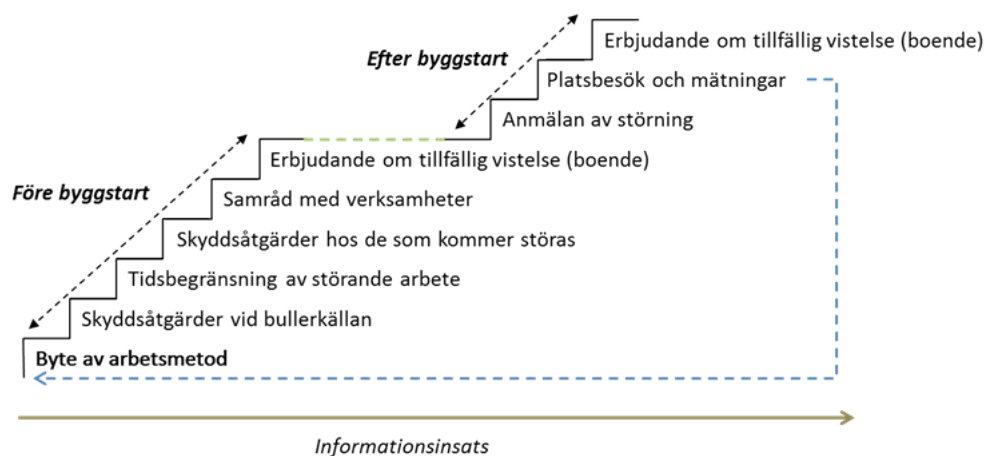 Erbjudande om tillfällig vistelse (boende)
Efter byggstart
Platsbesök och mätningar
Anmälan av störning
Erbjudande om tillfällig vistelse (boende)
Före byggstart
Samråd med verksamheter
Skyddsåtgärder hos de som kommer störas
Tidsbegränsning av störande arbete
Skyddsåtgärder vid bullerkällan
Byte av arbetsmetod
Informationsinsats